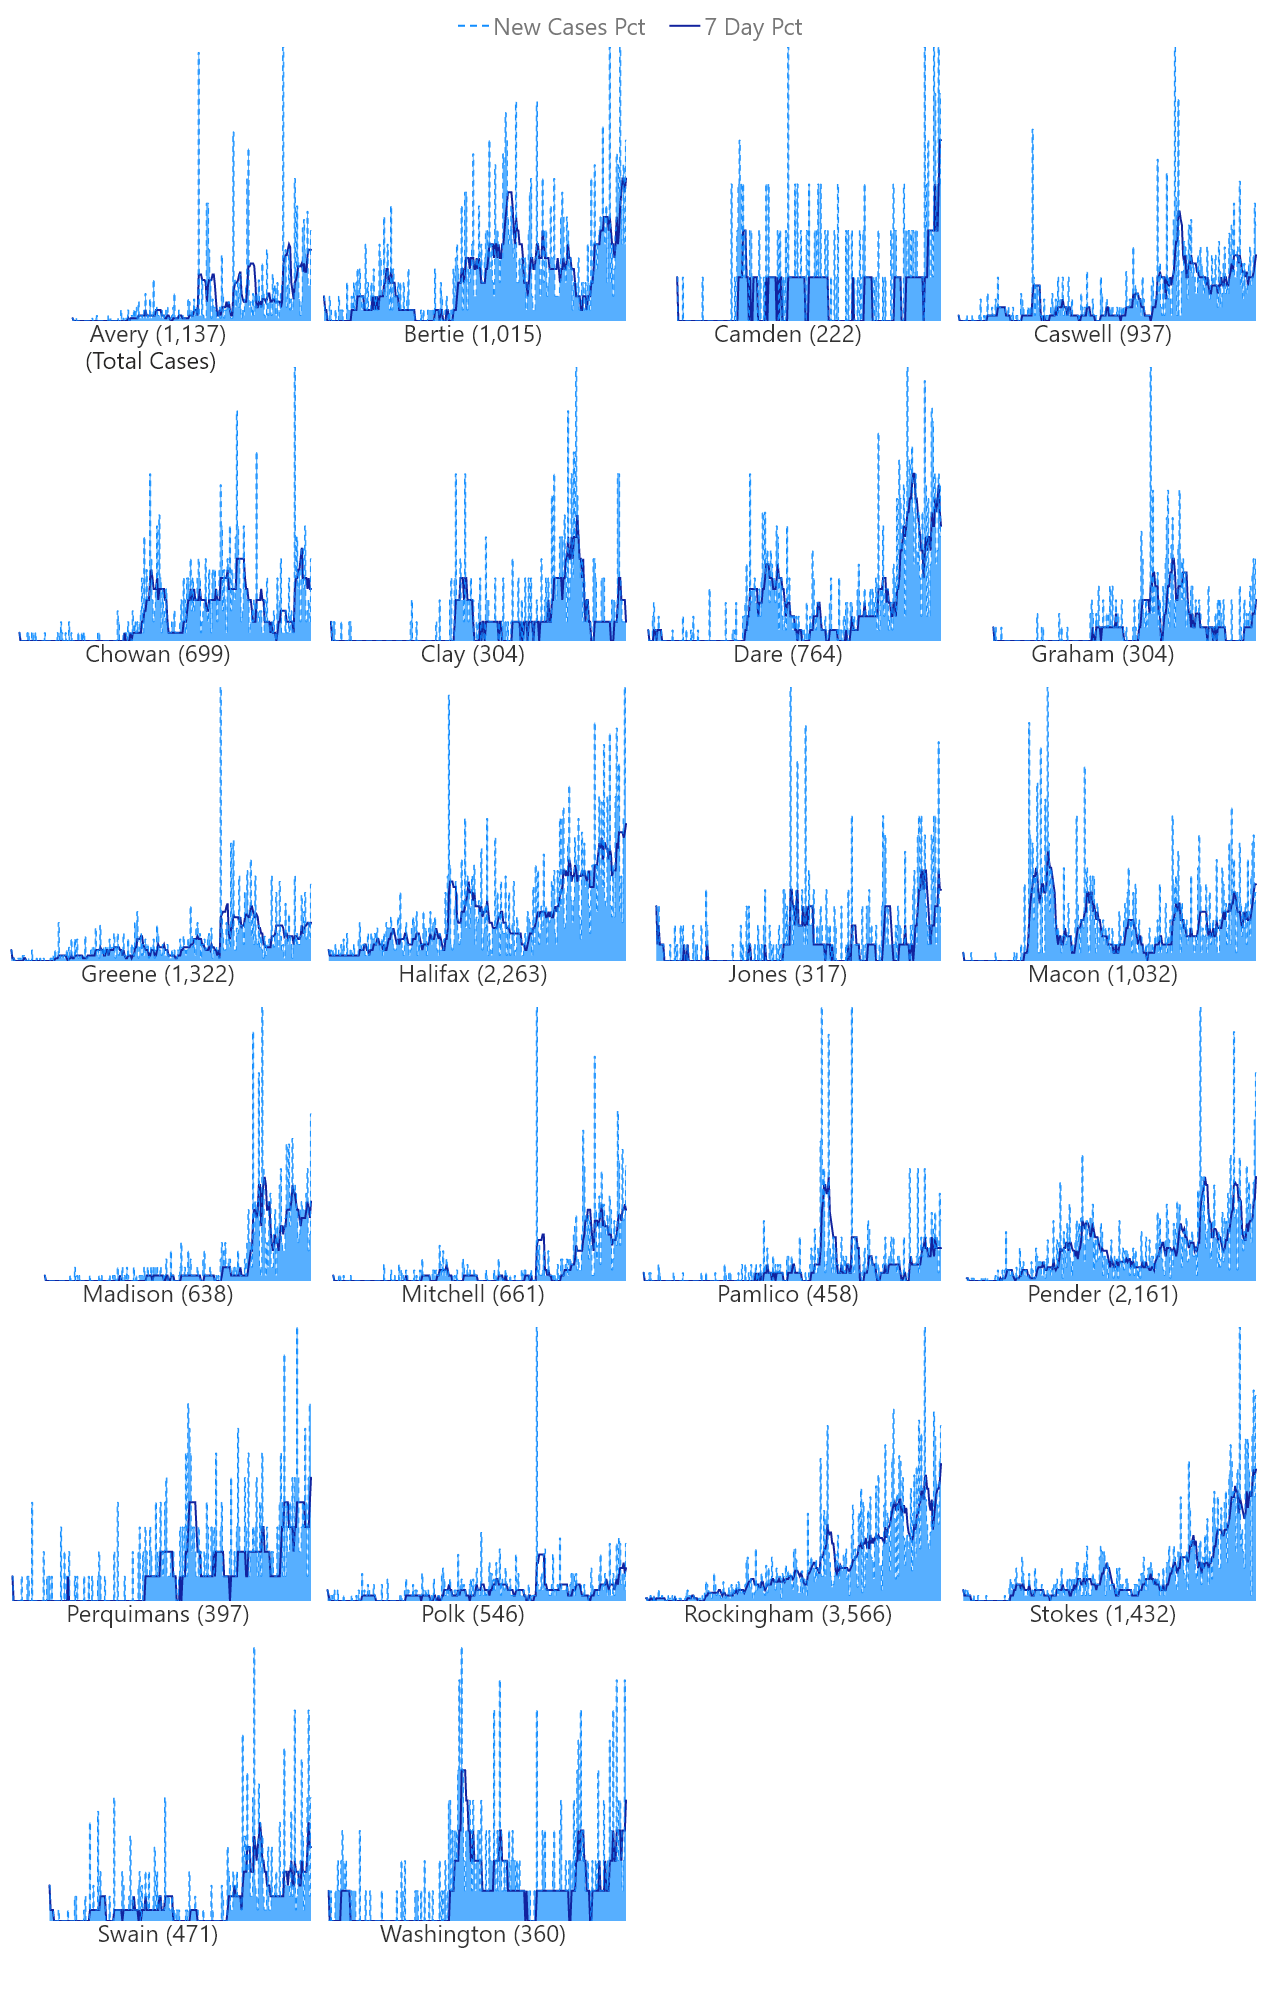 New Cases Pct 7 Day Pct
Avery (1,137) Bertie (1,015) Camden (222) Caswell (937)
(Total Cases)
Chowan (699) Clay (304) Dare (764) Graham (304)
Greene (1,322) Halifax (2,263) Jones (317) Macon (1,032)
Madison (638) Mitchell (661) Pamlico (458) Pender (2,161)
Perquimans (397) Polk (546) Rockingham (3,566) Stokes (1,432)
Swain (471) Washington (360)